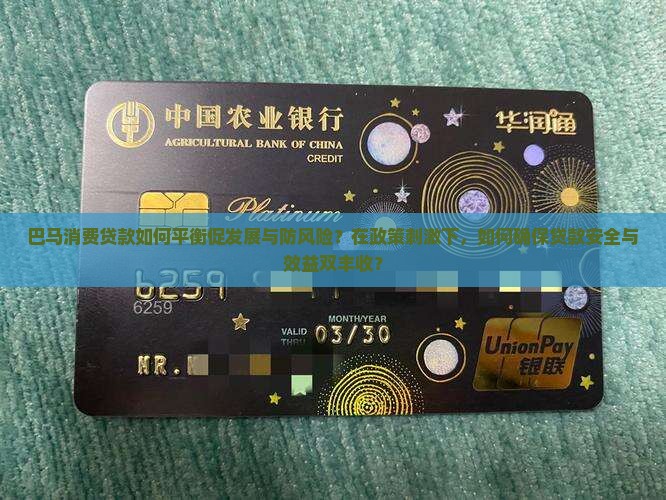 中国农业银行
AGRICULTURAL BANK OF CHINA
CREDIT
华润通
Platinum
巴马消费贷款如何平衡促发展与防风险？在政策刺激下，如何确保贷款安全与
效益双丰收？
6259
6259
MONTH/YEAR
VALID
THRU
03/30
MR.
UnionPay
银联